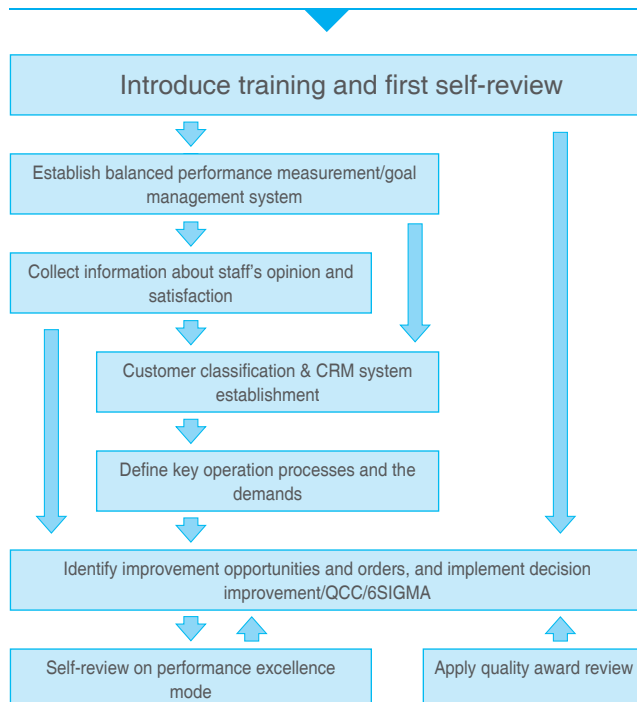 Introduce training and first self-review
Establish balanced performance measurement/goal
management system
Collect information about staff's opinion and
satisfaction
Customer classification & CRM system
establishment
Define key operation processes and the
demands
Identify improvement opportunities and orders, and implement decision
improvement/QCC/6SIGMA
Self-review on performance excellence
mode
Apply quality award review